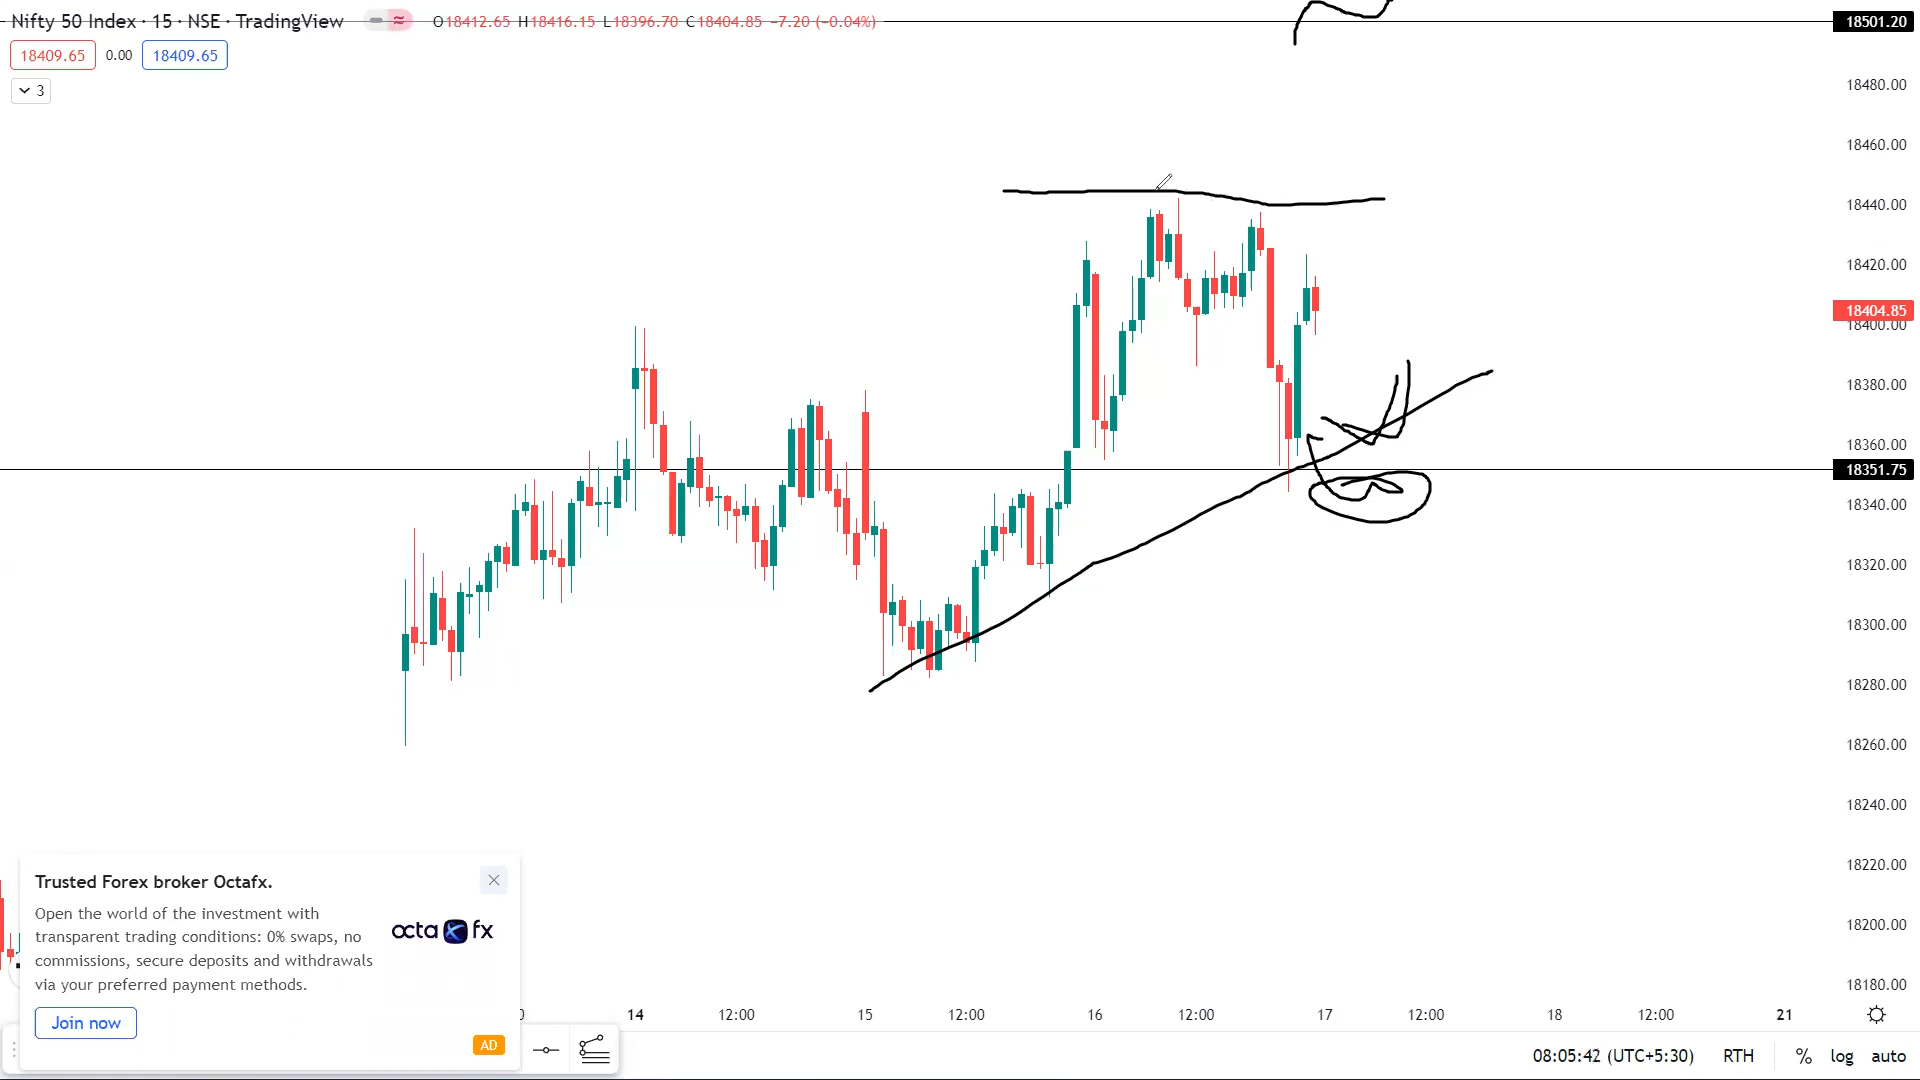 Nifty 50 Index · 15 · NSE · TradingView O18412.65 H18416.15 L18396.70 C18404.85 −7.20 (−0.04%)
18409.65 0.00 18409.65
3
18501.20
18480.00
18460.00
18440.00
18420.00
18404.85
18400.00
18380.00
18360.00
18351.75
18340.00
18320.00
18300.00
18280.00
18260.00
18240.00
18220.00
18200.00
18180.00
Trusted Forex broker Octafx.
Open the world of the investment with
transparent trading conditions: 0% swaps, no
commissions, secure deposits and withdrawals
via your preferred payment methods.
octa fx
Join now
AD
14 12:00 15 12:00 16 12:00 17 12:00 18 12:00 21
08:05:42 (UTC+5:30) RTH % log auto